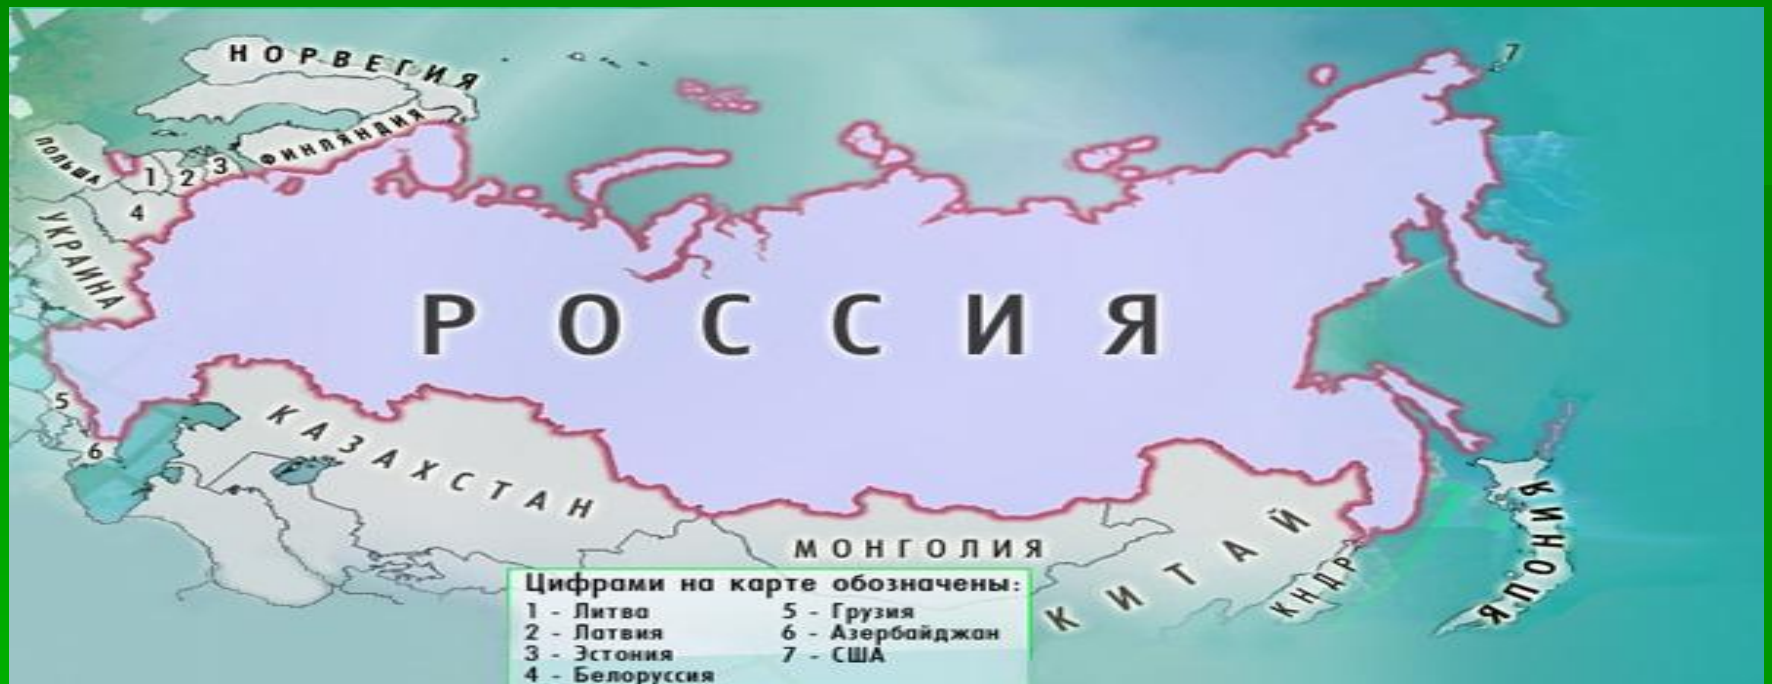 НОРВЕГИЯ
7
ФИНЛЯНДИЯ
ПОЛЬША
1
2
3
4
УКРАИНА
РОССИЯ
5
6
КАЗАХСТАН
МОНГОЛИЯ
КИТАЙ
КНДР
ЯПОНИЯ
Цифрами на карте обозначены:
1 - Литва
2 - Латвия
3 - Эстония
4 - Белоруссия
5 - Грузия
6 - Азербайджан
7 - США